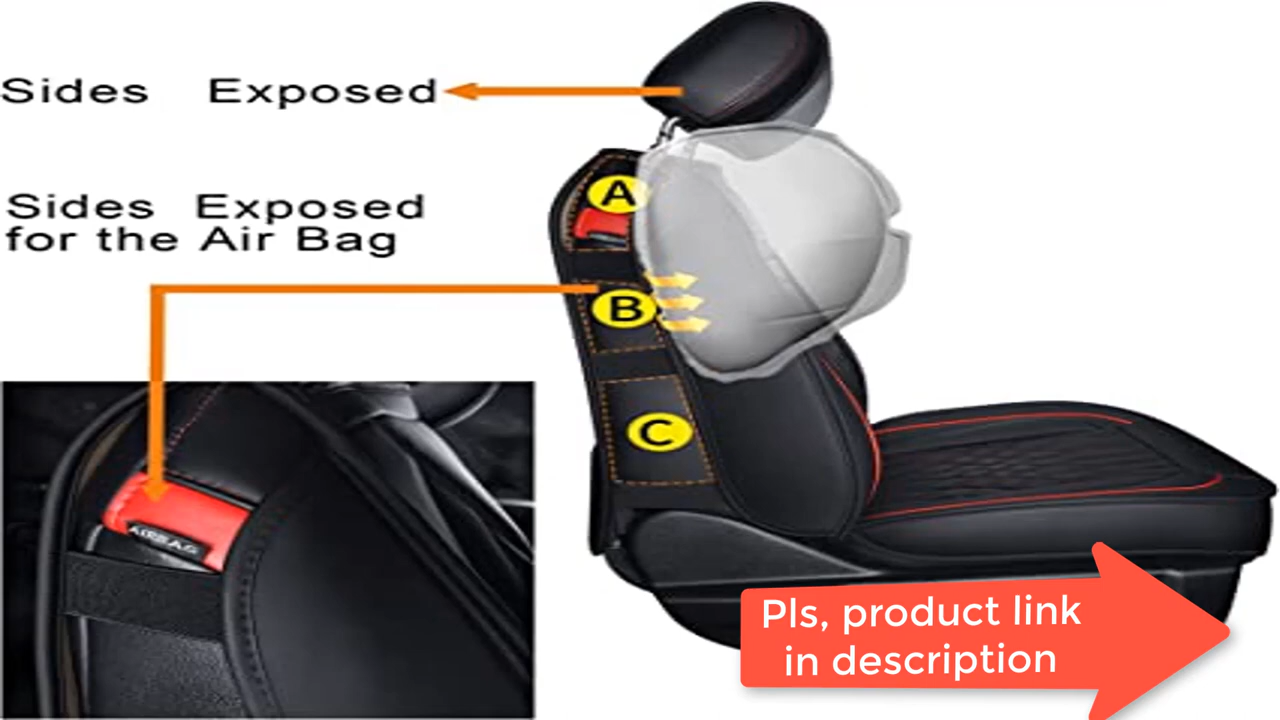 Sides Exposed
Sides Exposed
for the Air Bag
A
B
C
AIRBAG
Pls, product link
in description